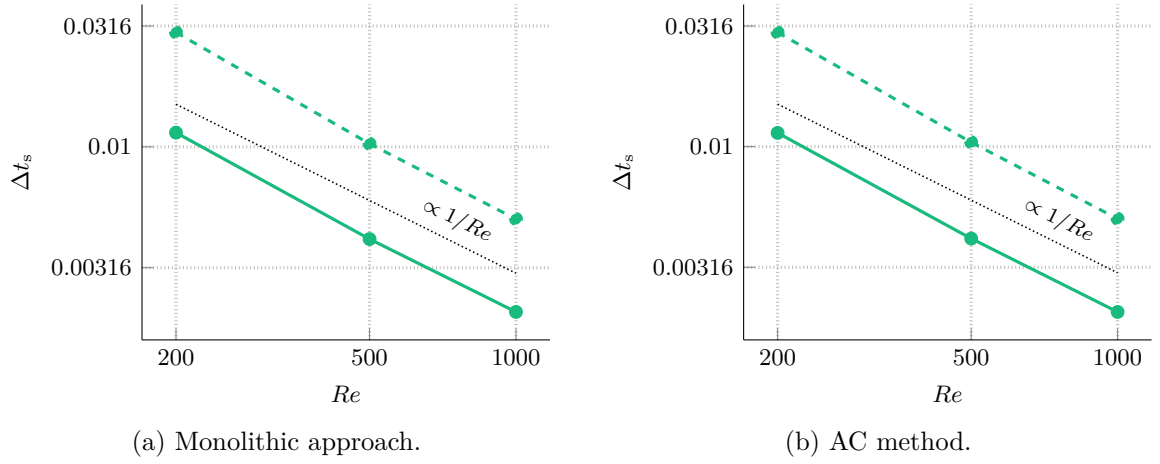 0.0316
0.01
0.00316
Δt_s
∝ 1/Re
200 500 1000
Re
(a) Monolithic approach.
0.0316
0.01
0.00316
Δt_s
∝ 1/Re
200 500 1000
Re
(b) AC method.